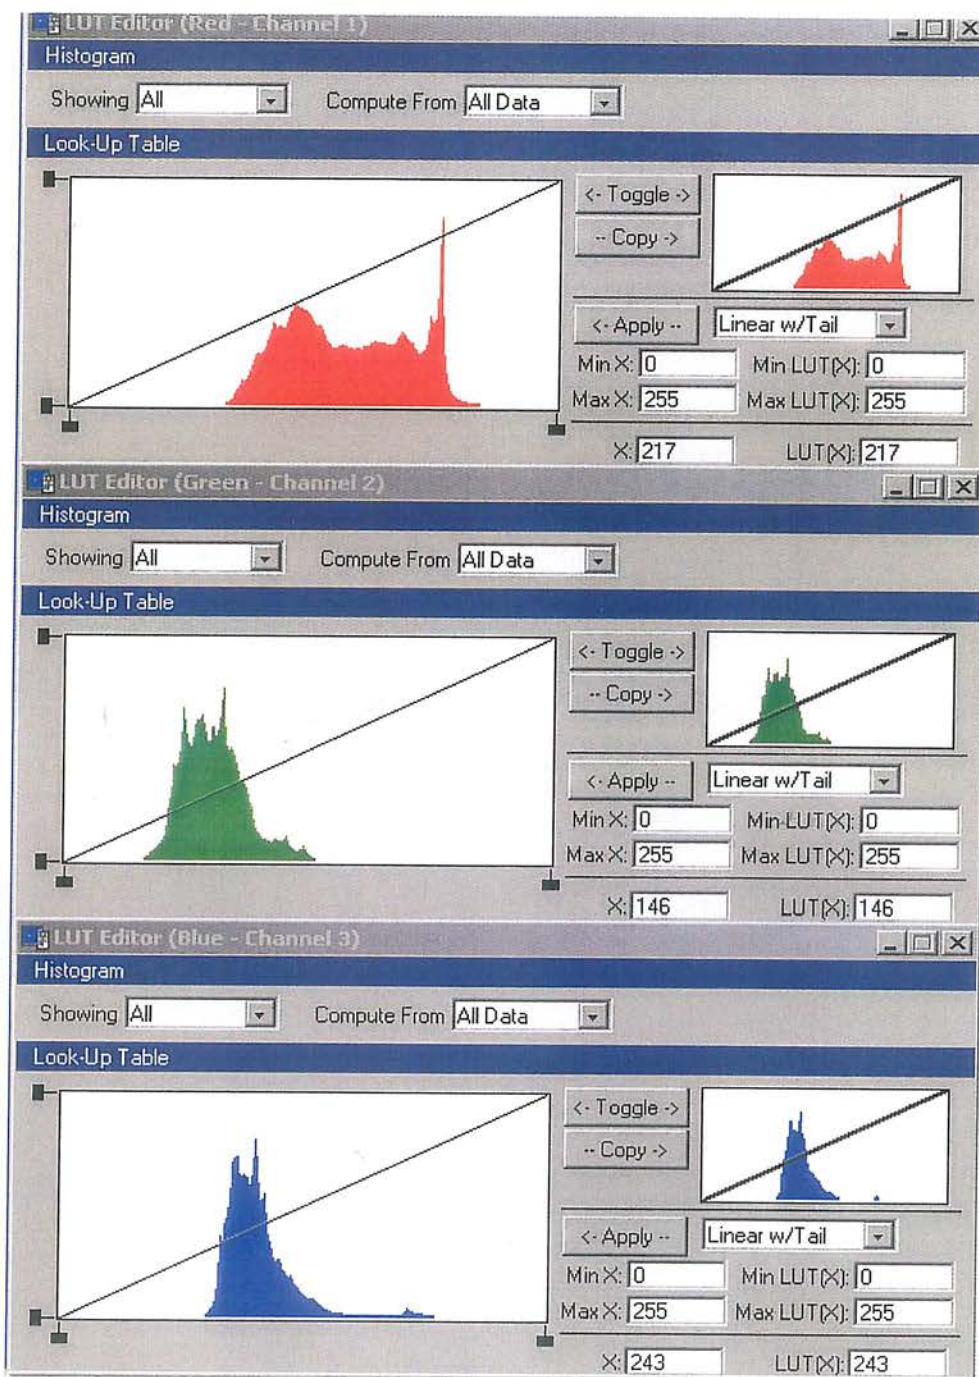 LUT Editor (Red - Channel 1)
Histogram
Showing All Compute From All Data
Look-Up Table
<- Toggle ->
-- Copy ->
<- Apply -- Linear w/Tail
Min X: 0 Min LUT(X): 0
Max X: 255 Max LUT(X): 255
X: 217 LUT(X): 217
LUT Editor (Green - Channel 2)
Histogram
Showing All Compute From All Data
Look-Up Table
<- Toggle ->
-- Copy ->
<- Apply -- Linear w/Tail
Min X: 0 Min LUT(X): 0
Max X: 255 Max LUT(X): 255
X: 146 LUT(X): 146
LUT Editor (Blue - Channel 3)
Histogram
Showing All Compute From All Data
Look-Up Table
<- Toggle ->
-- Copy ->
<- Apply -- Linear w/Tail
Min X: 0 Min LUT(X): 0
Max X: 255 Max LUT(X): 255
X: 243 LUT(X): 243